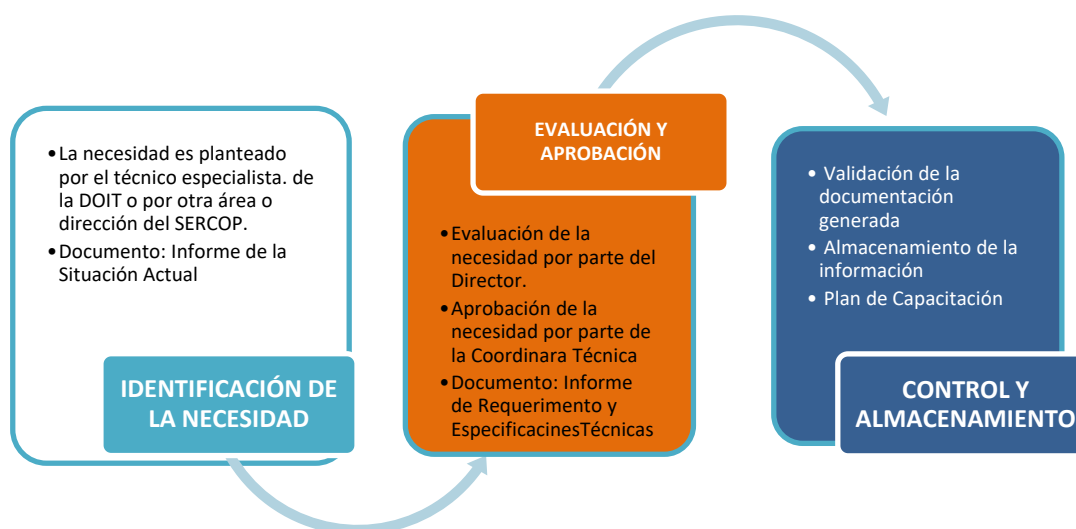 •La necesidad es planteado
por el técnico especialista. de
la DOIT o por otra área o
dirección del SERCOP.
•Documento: Informe de la
Situación Actual
IDENTIFICACIÓN DE
LA NECESIDAD
EVALUACIÓN Y
APROBACIÓN
•Evaluación de la
necesidad por parte del
Director.
•Aprobación de la
necesidad por parte de
la Coordinara Técnica
•Documento: Informe
de Requerimento y
EspecificacinesTécnicas
• Validación de la
documentación
generada
• Almacenamiento de la
información
• Plan de Capacitación
CONTROL Y
ALMACENAMIENTO